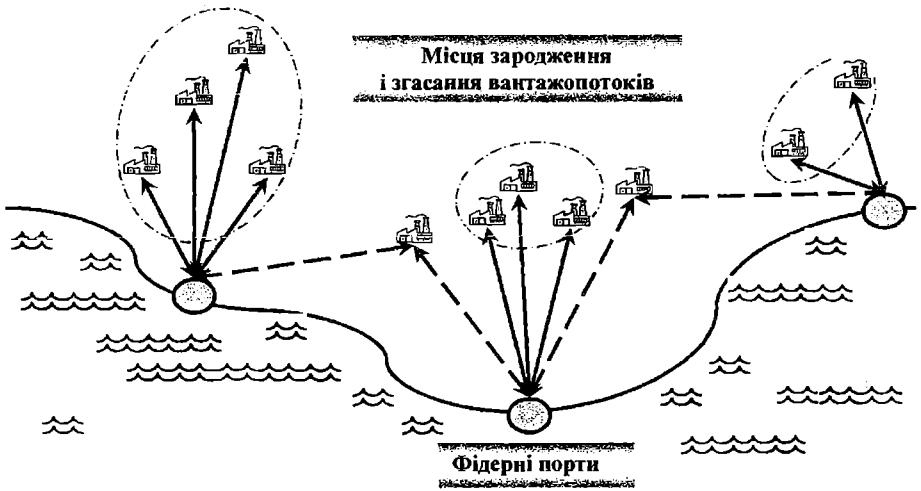 Місця зародження
і згасання вантажопотоків
Фідерні порти